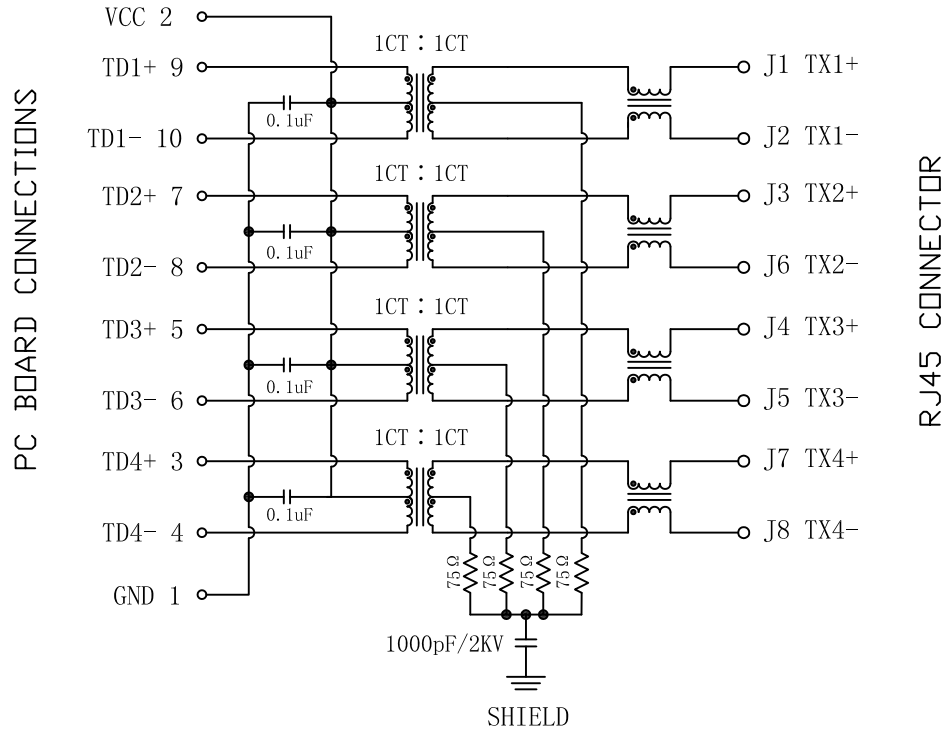 PC BOARD CONNECTIONS
VCC 2
1CT : 1CT
TD1+ 9
J1 TX1+
0.1uF
TD1- 10
J2 TX1-
1CT : 1CT
TD2+ 7
J3 TX2+
0.1uF
TD2- 8
J6 TX2-
1CT : 1CT
TD3+ 5
J4 TX3+
0.1uF
TD3- 6
J5 TX3-
1CT : 1CT
TD4+ 3
J7 TX4+
0.1uF
TD4- 4
J8 TX4-
75Ω
75Ω
75Ω
75Ω
GND 1
1000pF/2KV
SHIELD
RJ45 CONNECTOR